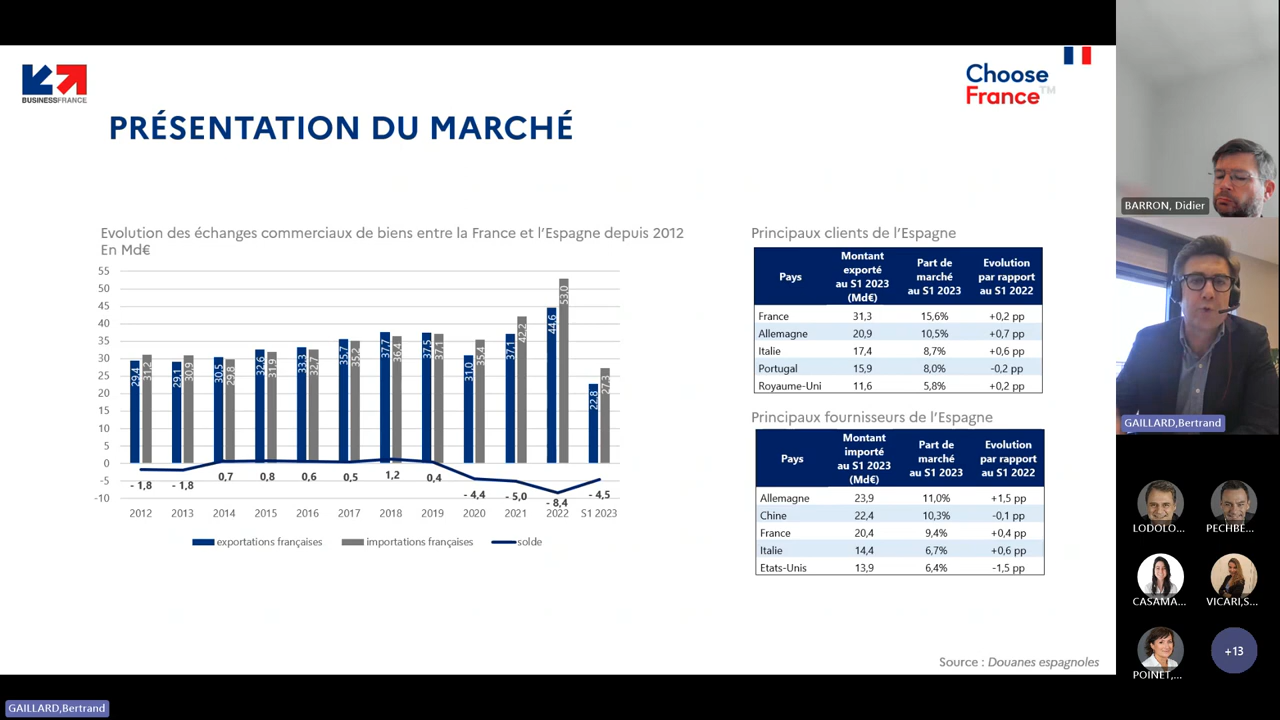 BUSINESSFRANCE
Choose
France™
PRÉSENTATION DU MARCHÉ
Evolution des échanges commerciaux de biens entre la France et l'Espagne depuis 2012
En Md€
55
50
45
40
35
30
25
20
15
10
5
0
-5
-10
29,4 31,2 29,1 30,9 30,5 29,8 32,6 31,9 33,3 32,7 35,7 35,2 37,7 36,4 37,5 37,1 31,0 35,4 37,1 42,2 44,6 53,0 22,8 27,3
- 1,8 - 1,8 0,7 0,8 0,6 0,5 1,2 0,4 - 4,4 - 5,0 - 8,4 - 4,5
2012 2013 2014 2015 2016 2017 2018 2019 2020 2021 2022 S1 2023
exportations françaises importations françaises solde
Principaux clients de l'Espagne
Pays Montant exporté au S1 2023 (Md€) Part de marché au S1 2023 Evolution par rapport au S1 2022
France 31,3 15,6% +0,2 pp
Allemagne 20,9 10,5% +0,7 pp
Italie 17,4 8,7% +0,6 pp
Portugal 15,9 8,0% -0,2 pp
Royaume-Uni 11,6 5,8% +0,2 pp
Principaux fournisseurs de l'Espagne
Pays Montant importé au S1 2023 (Md€) Part de marché au S1 2023 Evolution par rapport au S1 2022
Allemagne 23,9 11,0% +1,5 pp
Chine 22,4 10,3% -0,1 pp
France 20,4 9,4% +0,4 pp
Italie 14,4 6,7% +0,6 pp
Etats-Unis 13,9 6,4% -1,5 pp
Source : Douanes espagnoles
BARRON, Didier
GAILLARD,Bertrand
LODOLO... PECHBE...
CASAMA... VICARI,S...
POINET,... +13
GAILLARD,Bertrand